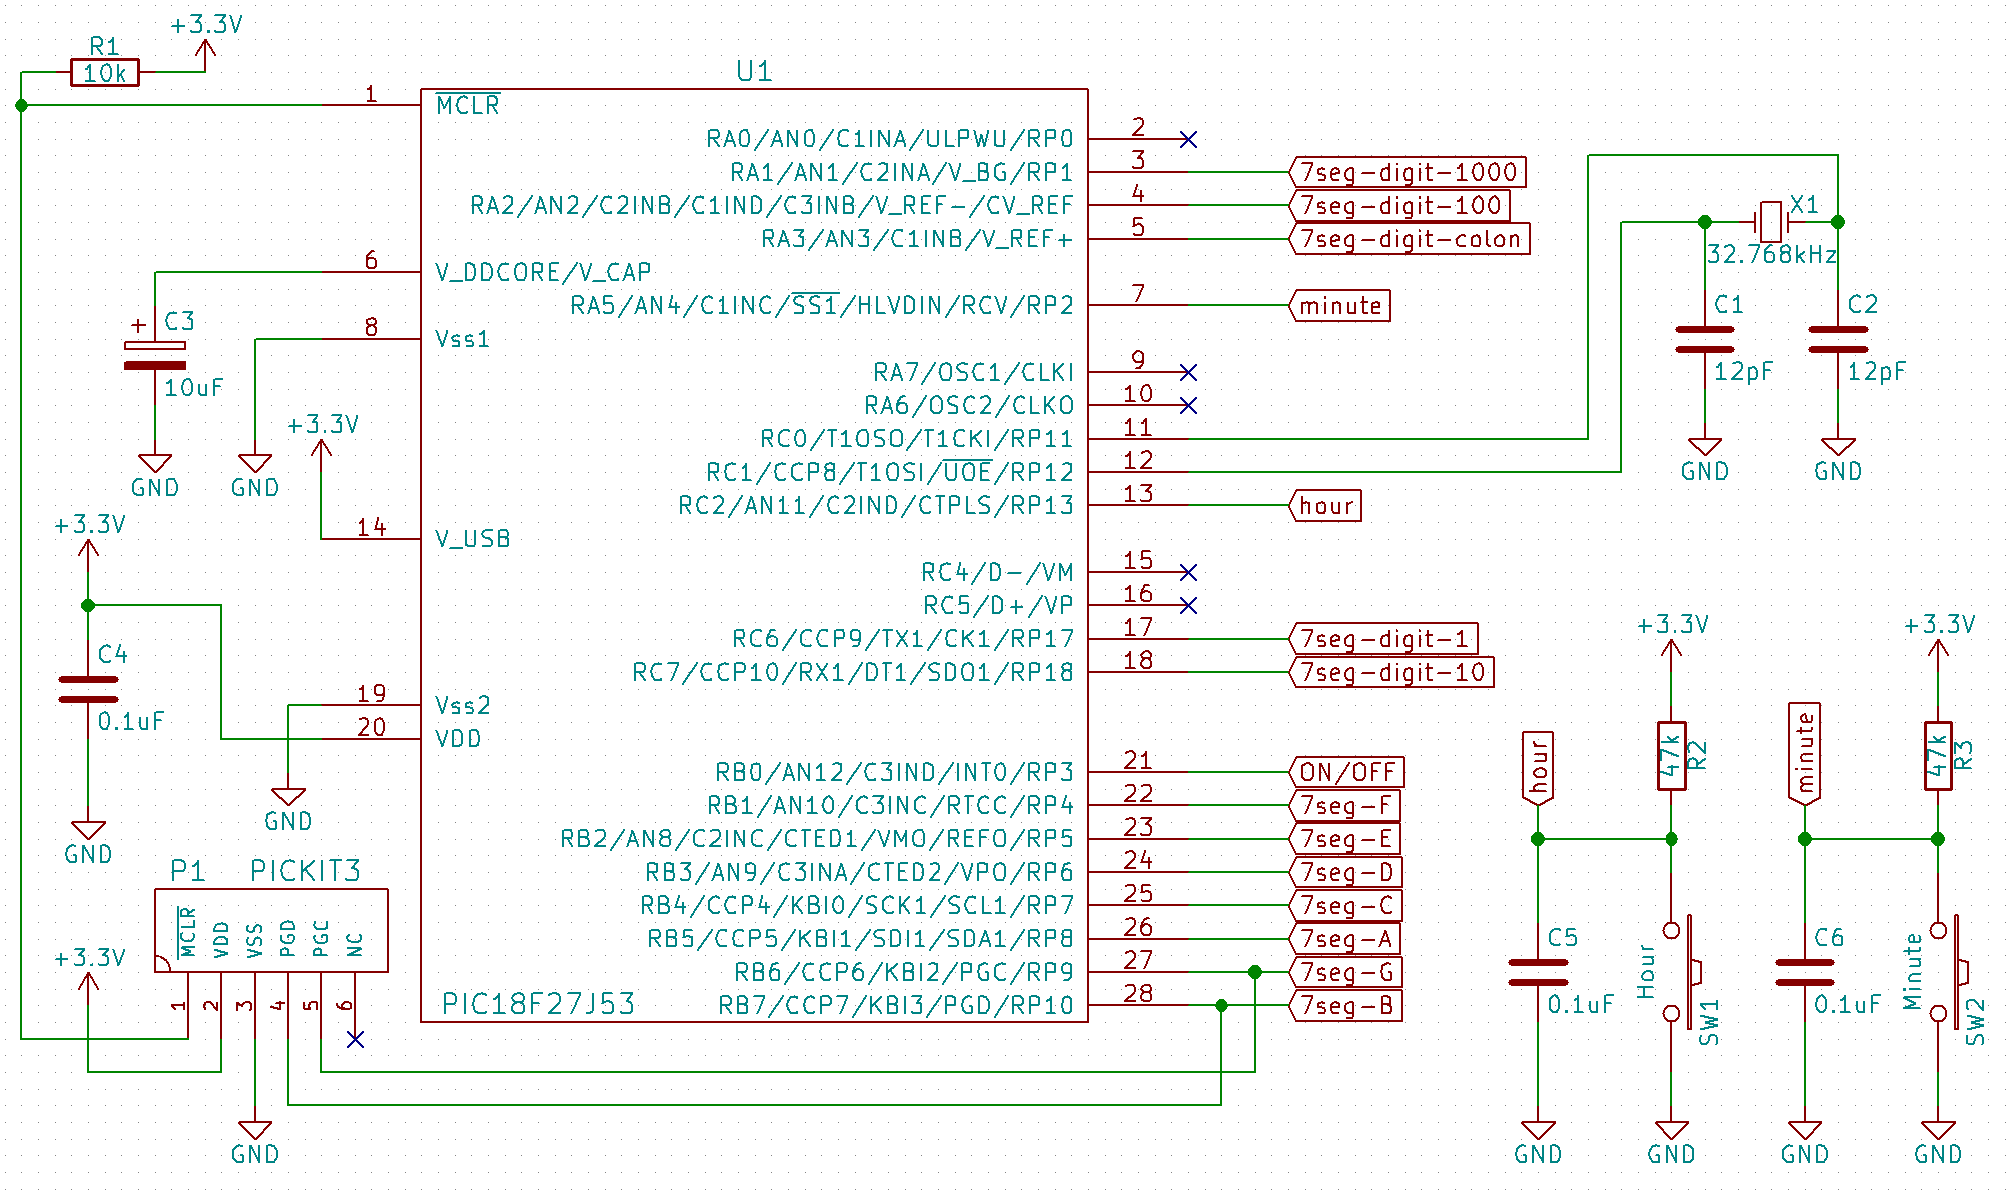 +3.3V
R1
10k
U1
1
MCLR
RA0/AN0/C1INA/ULPWU/RP0
2
RA1/AN1/C2INA/V_BG/RP1
3
7seg-digit-1000
RA2/AN2/C2INB/C1IND/C3INB/V_REF-/CV_REF
4
7seg-digit-100
RA3/AN3/C1INB/V_REF+
5
7seg-digit-colon
6
V_DDCORE/V_CAP
RA5/AN4/C1INC/SS1/HLVDIN/RCV/RP2
7
minute
+ C3
10uF
GND
8
Vss1
GND
RA7/OSC1/CLKI
9
RA6/OSC2/CLKO
10
RC0/T1OSO/T1CKI/RP11
11
RC1/CCP8/T1OSI/UOE/RP12
12
RC2/AN11/C2IND/CTPLS/RP13
13
hour
X1
32.768kHz
C1
12pF
GND
C2
12pF
GND
+3.3V
14
V_USB
RC4/D-/VM
15
RC5/D+/VP
16
RC6/CCP9/TX1/CK1/RP17
17
7seg-digit-1
RC7/CCP10/RX1/DT1/SDO1/RP18
18
7seg-digit-10
+3.3V
C4
0.1uF
GND
19
Vss2
20
VDD
GND
RB0/AN12/C3IND/INT0/RP3
21
ON/OFF
RB1/AN10/C3INC/RTCC/RP4
22
7seg-F
RB2/AN8/C2INC/CTED1/VMO/REFO/RP5
23
7seg-E
RB3/AN9/C3INA/CTED2/VPO/RP6
24
7seg-D
RB4/CCP4/KBI0/SCK1/SCL1/RP7
25
7seg-C
RB5/CCP5/KBI1/SDI1/SDA1/RP8
26
7seg-A
RB6/CCP6/KBI2/PGC/RP9
27
7seg-G
RB7/CCP7/KBI3/PGD/RP10
28
7seg-B
PIC18F27J53
P1 PICKIT3
MCLR
VDD
VSS
PGD
PGC
NC
1
2
3
4
5
6
+3.3V
GND
hour
+3.3V
47k
R2
C5
0.1uF
Hour
SW1
GND
GND
minute
+3.3V
47k
R3
C6
0.1uF
Minute
SW2
GND
GND